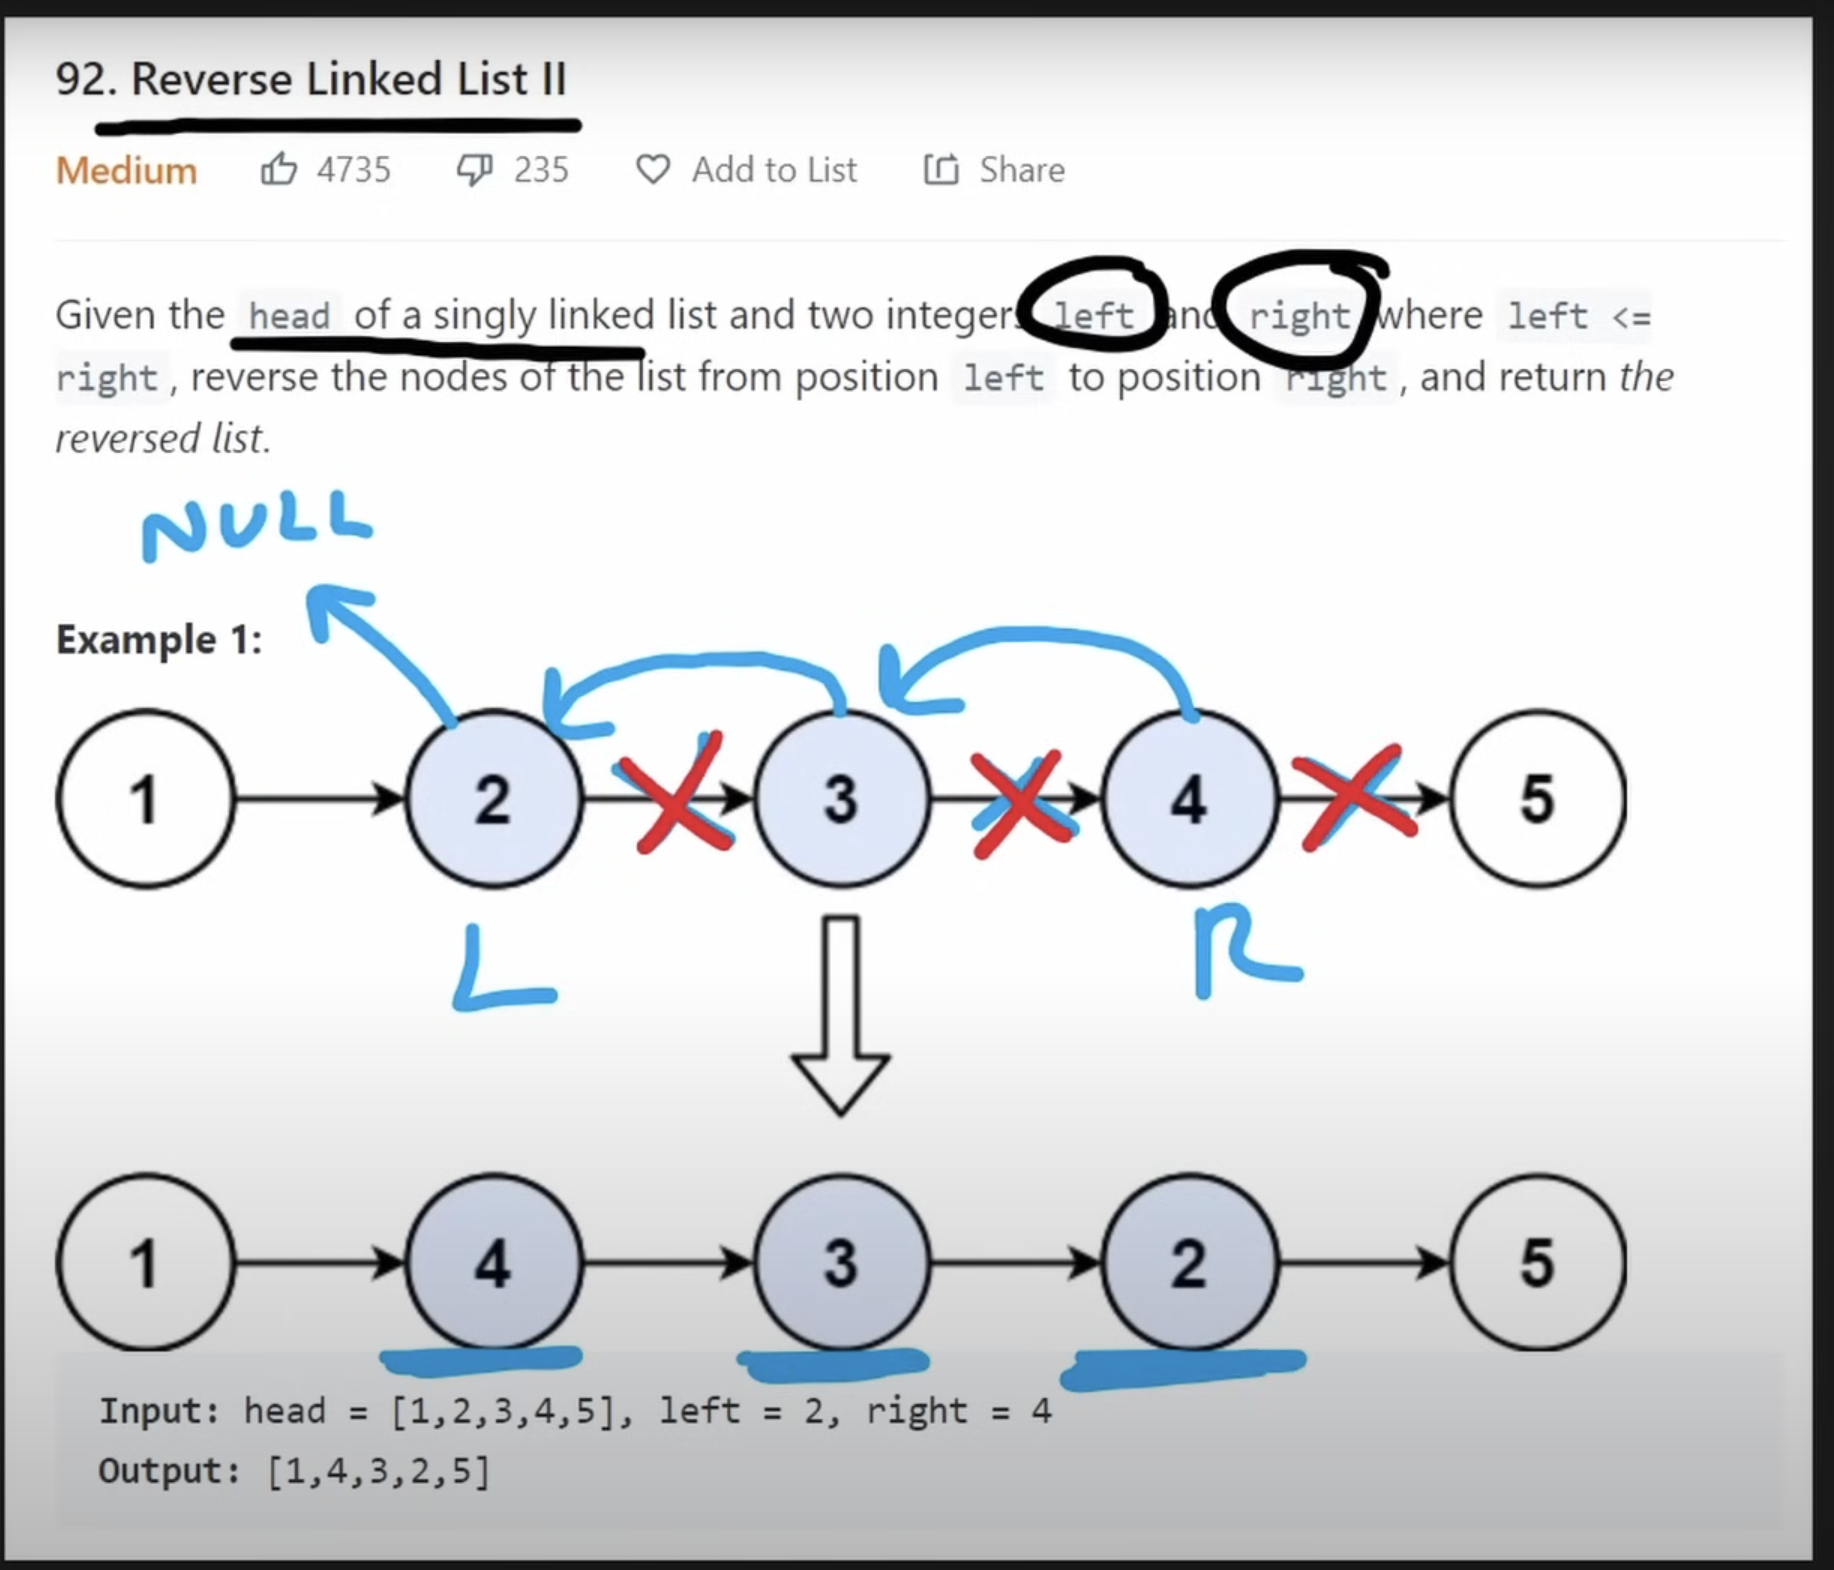 92. Reverse Linked List II
Medium 4735 235 Add to List Share
Given the head of a singly linked list and two integers left and right where left <=
right, reverse the nodes of the list from position left to position right, and return the
reversed list.
NULL
Example 1:
1 2 3 4 5
L R
1 4 3 2 5
Input: head = [1,2,3,4,5], left = 2, right = 4
Output: [1,4,3,2,5]